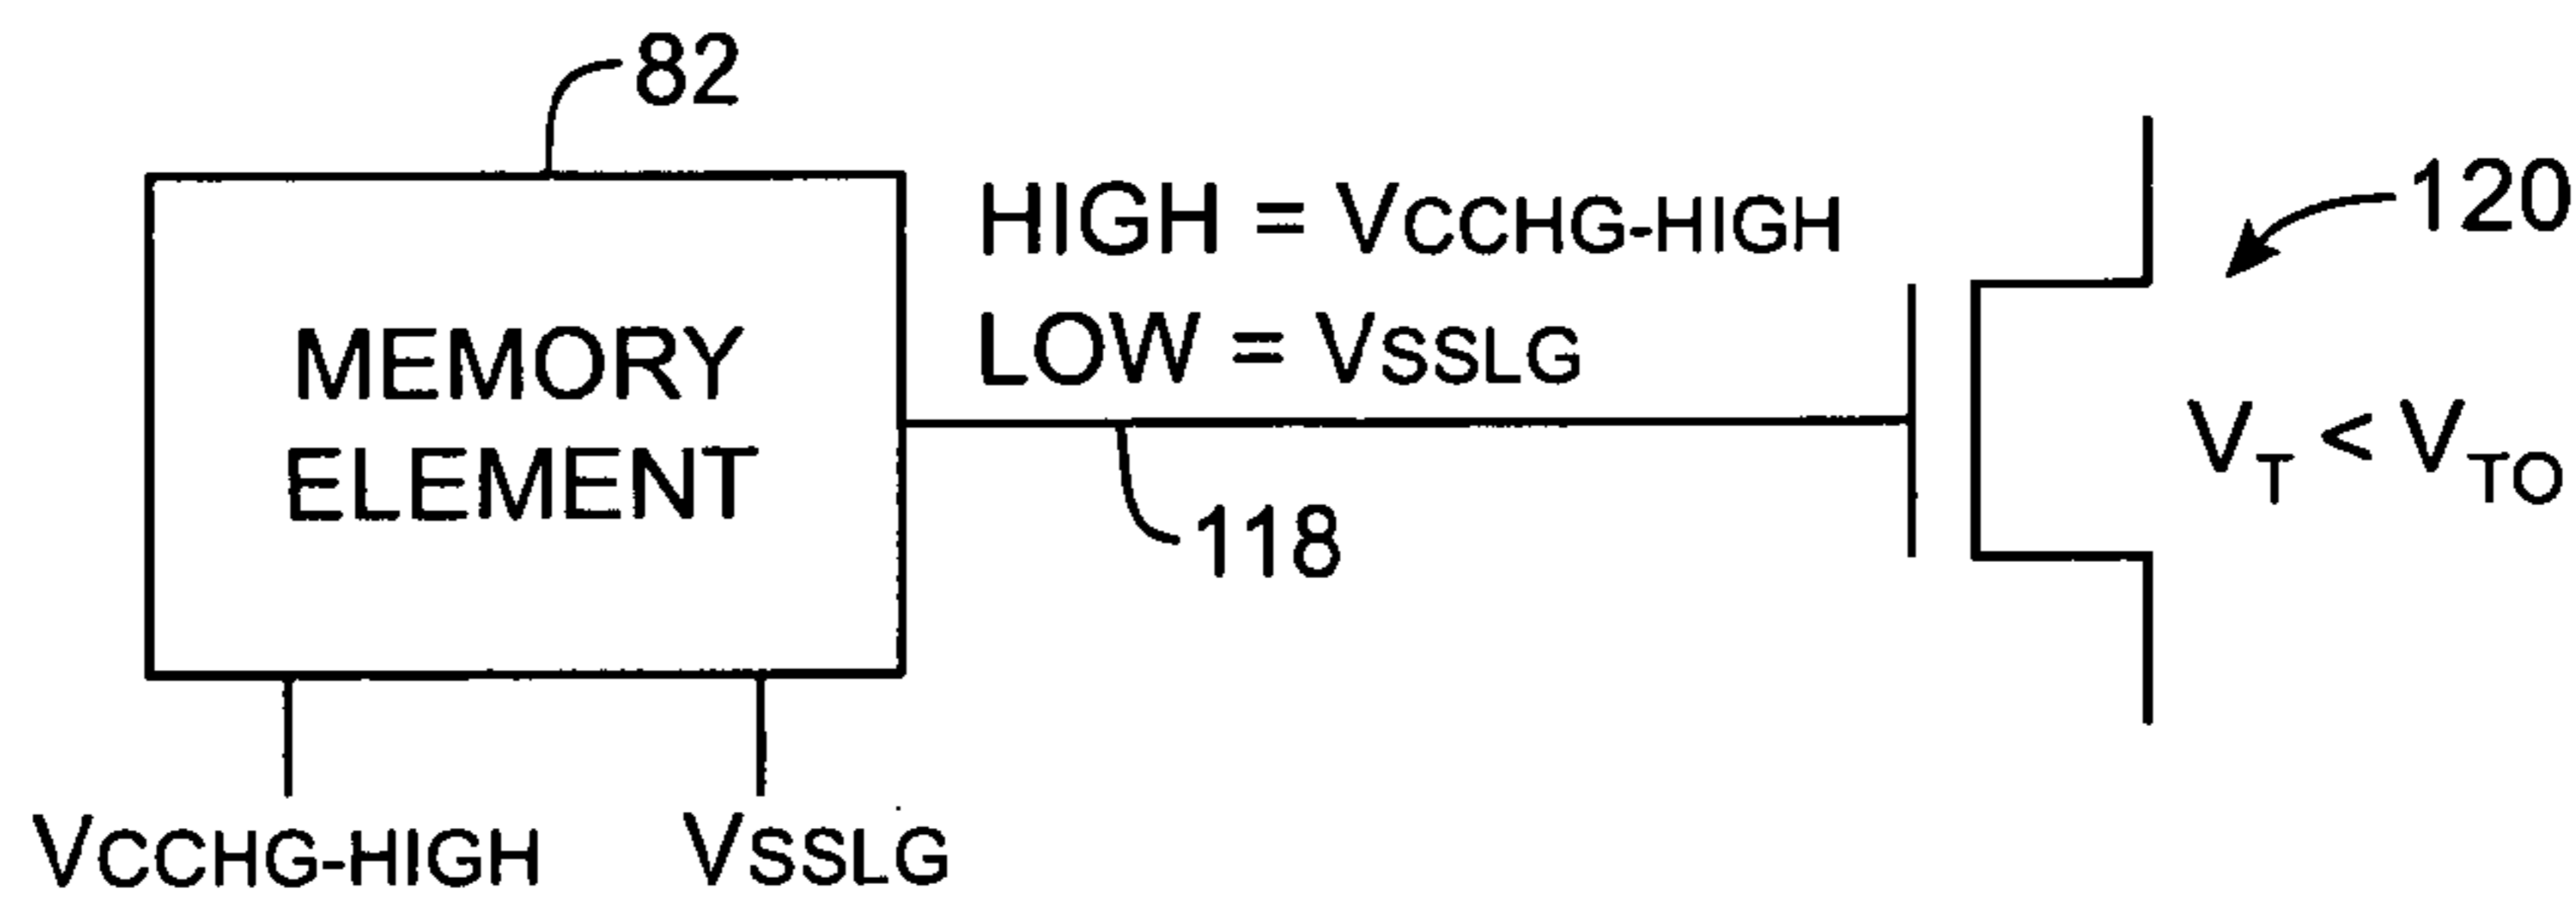 82
HIGH = VCCHG-HIGH
120
LOW = VSSLG
MEMORY
ELEMENT
VT < VTO
118
VCCHG-HIGH
VSSLG